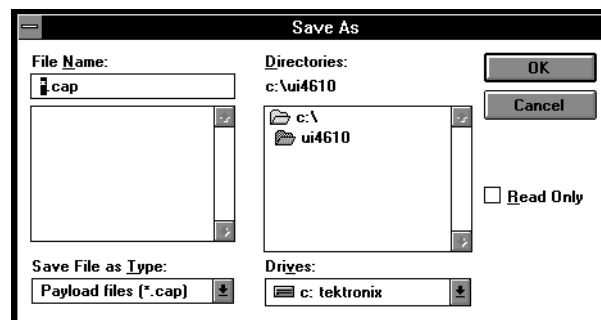 Save As
File Name:
*.cap
Directories:
c:\ui4610
c:\
ui4610
OK
Cancel
Read Only
Save File as Type:
Payload files (*.cap)
Drives:
c: tektronix